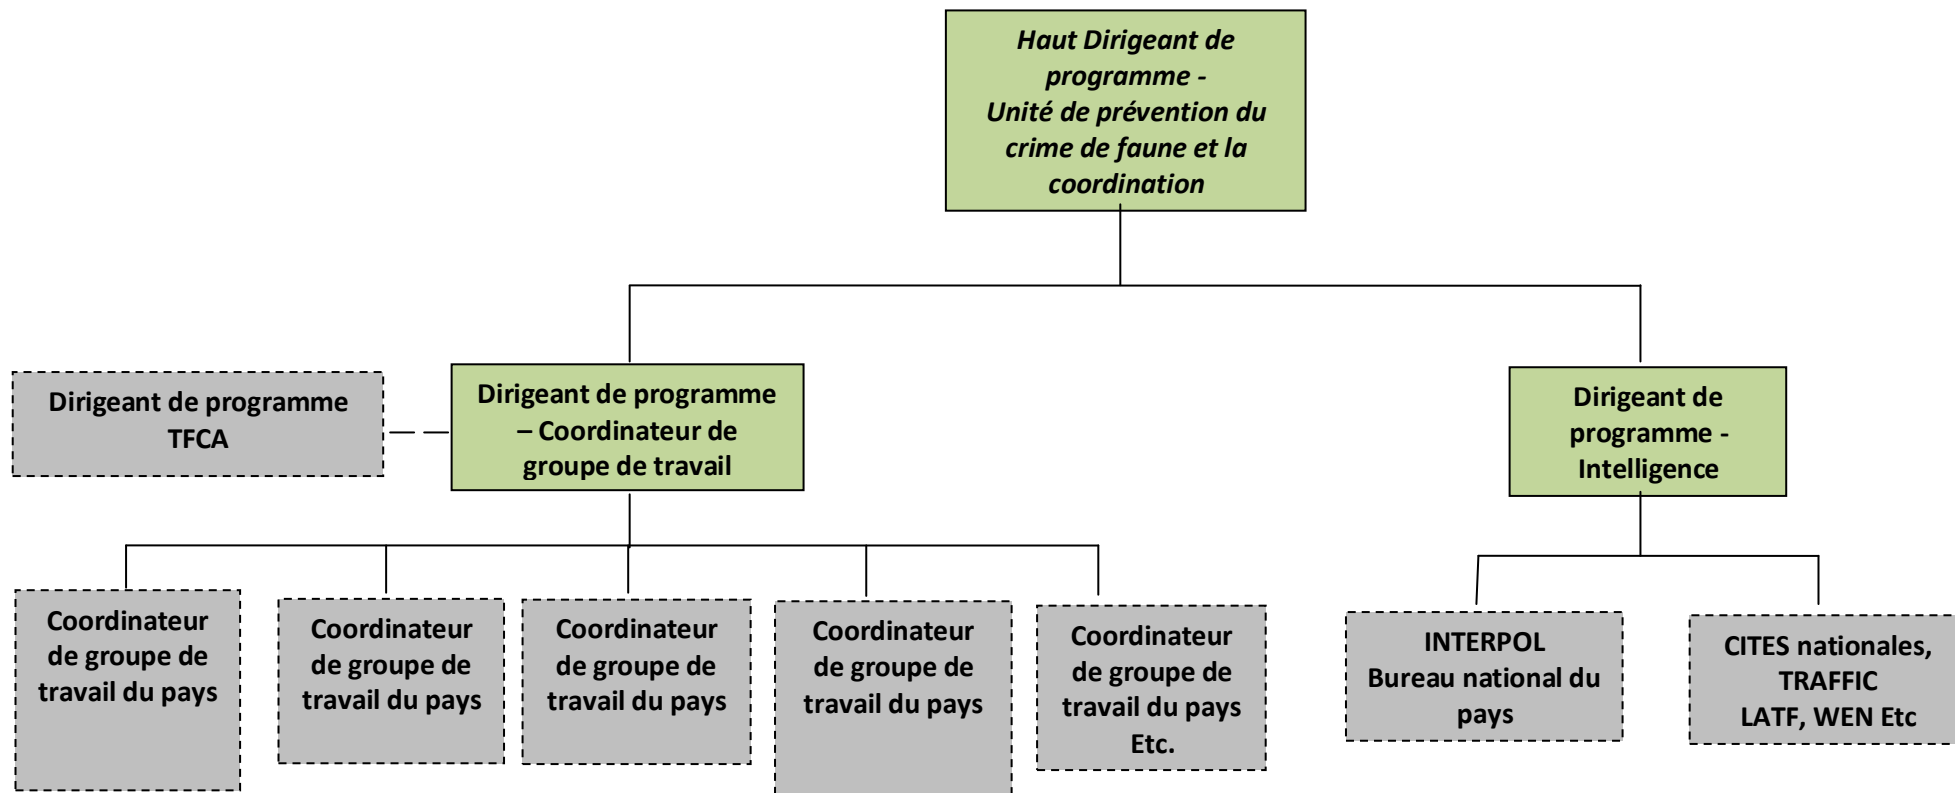 Haut Dirigeant de
programme -
Unité de prévention du
crime de faune et la
coordination
Dirigeant de programme
TFCA
Dirigeant de programme
– Coordinateur de
groupe de travail
Dirigeant de
programme -
Intelligence
Coordinateur
de groupe de
travail du pays
Coordinateur
de groupe de
travail du pays
Coordinateur
de groupe de
travail du pays
Coordinateur
de groupe de
travail du pays
Coordinateur
de groupe de
travail du pays
Etc.
INTERPOL
Bureau national du
pays
CITES nationales,
TRAFFIC
LATF, WEN Etc